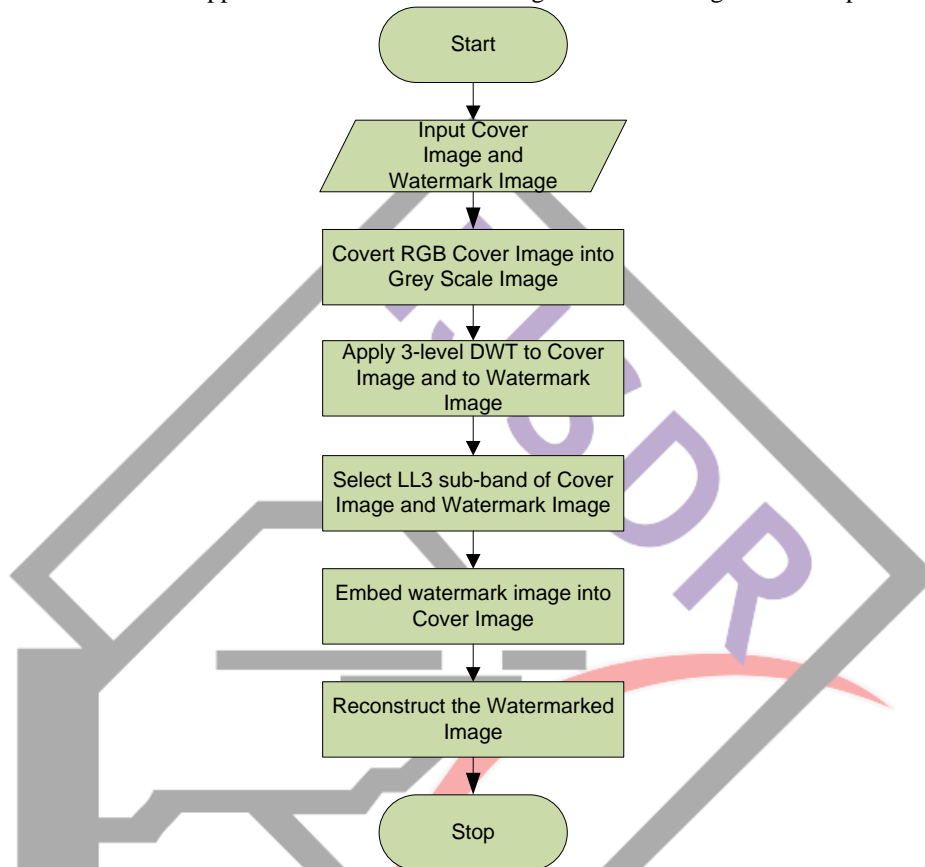 Start
Input Cover
Image and
Watermark Image
Covert RGB Cover Image into
Grey Scale Image
Apply 3-level DWT to Cover
Image and to Watermark
Image
Select LL3 sub-band of Cover
Image and Watermark Image
Embed watermark image into
Cover Image
Reconstruct the Watermarked
Image
Stop
IJSDR